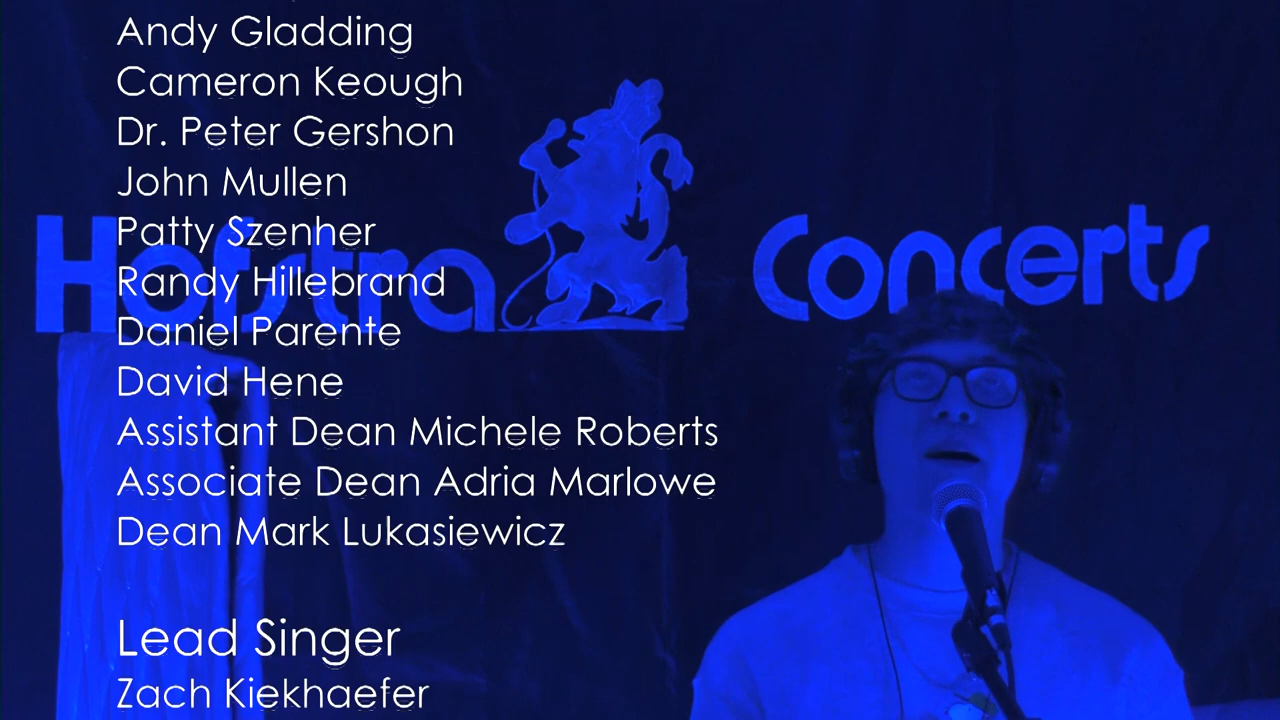 Andy Gladding
Cameron Keough
Dr. Peter Gershon
John Mullen
Patty Szenher
Randy Hillebrand
Daniel Parente
David Hene
Assistant Dean Michele Roberts
Associate Dean Adria Marlowe
Dean Mark Lukasiewicz
Lead Singer
Zach Kiekhaefer
Hofstra Concerts